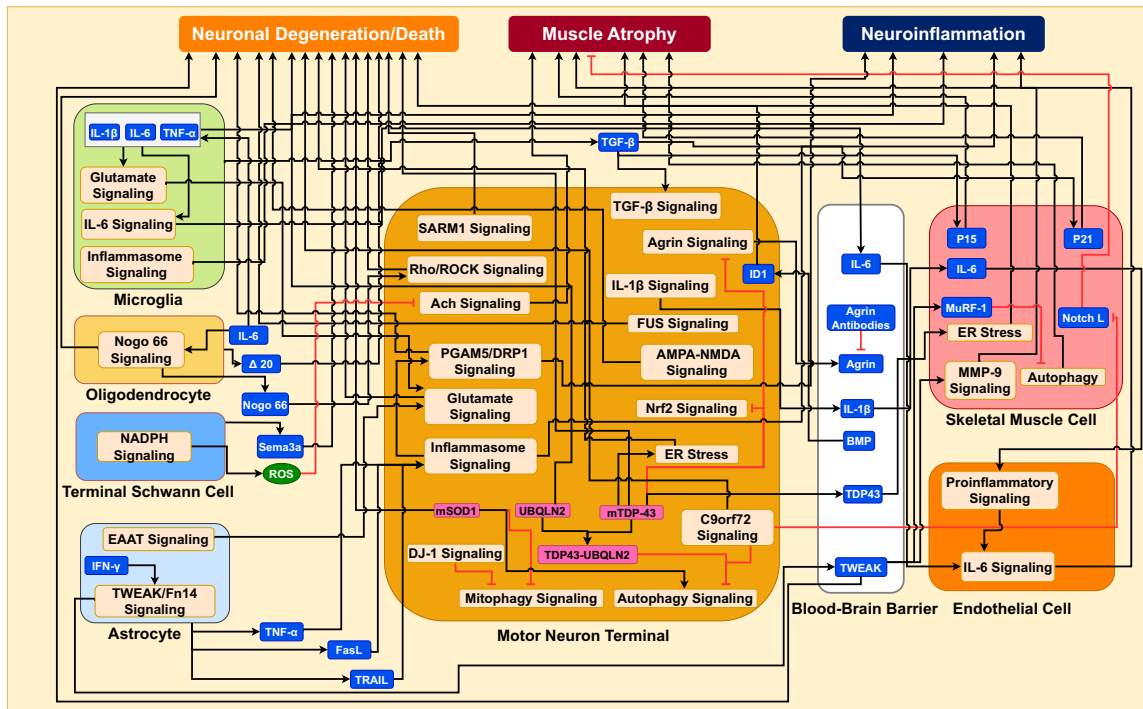 Neuronal Degeneration/Death
Muscle Atrophy
Neuroinflammation
IL-1β
IL-6
TNF-α
Glutamate
Signaling
IL-6 Signaling
Inflammasome
Signaling
Microglia
Nogo 66
Signaling
IL-6
Δ 20
Oligodendrocyte
Nogo 66
NADPH
Signaling
Sema3a
ROS
Terminal Schwann Cell
EAAT Signaling
IFN-γ
TWEAK/Fn14
Signaling
Astrocyte
TNF-α
FasL
TRAIL
TGF-β
TGF-β Signaling
SARM1 Signaling
Agrin Signaling
Rho/ROCK Signaling
ID1
IL-1β Signaling
Ach Signaling
FUS Signaling
PGAM5/DRP1
Signaling
AMPA-NMDA
Signaling
Glutamate
Signaling
Nrf2 Signaling
Inflammasome
Signaling
ER Stress
mSOD1
UBQLN2
mTDP-43
C9orf72
Signaling
DJ-1 Signaling
TDP43-UBQLN2
Mitophagy Signaling
Autophagy Signaling
Motor Neuron Terminal
IL-6
Agrin
Antibodies
Agrin
IL-1β
BMP
TDP43
TWEAK
Blood-Brain Barrier
P15
P21
IL-6
MuRF-1
Notch L
ER Stress
MMP-9
Signaling
Autophagy
Skeletal Muscle Cell
Proinflammatory
Signaling
IL-6 Signaling
Endothelial Cell